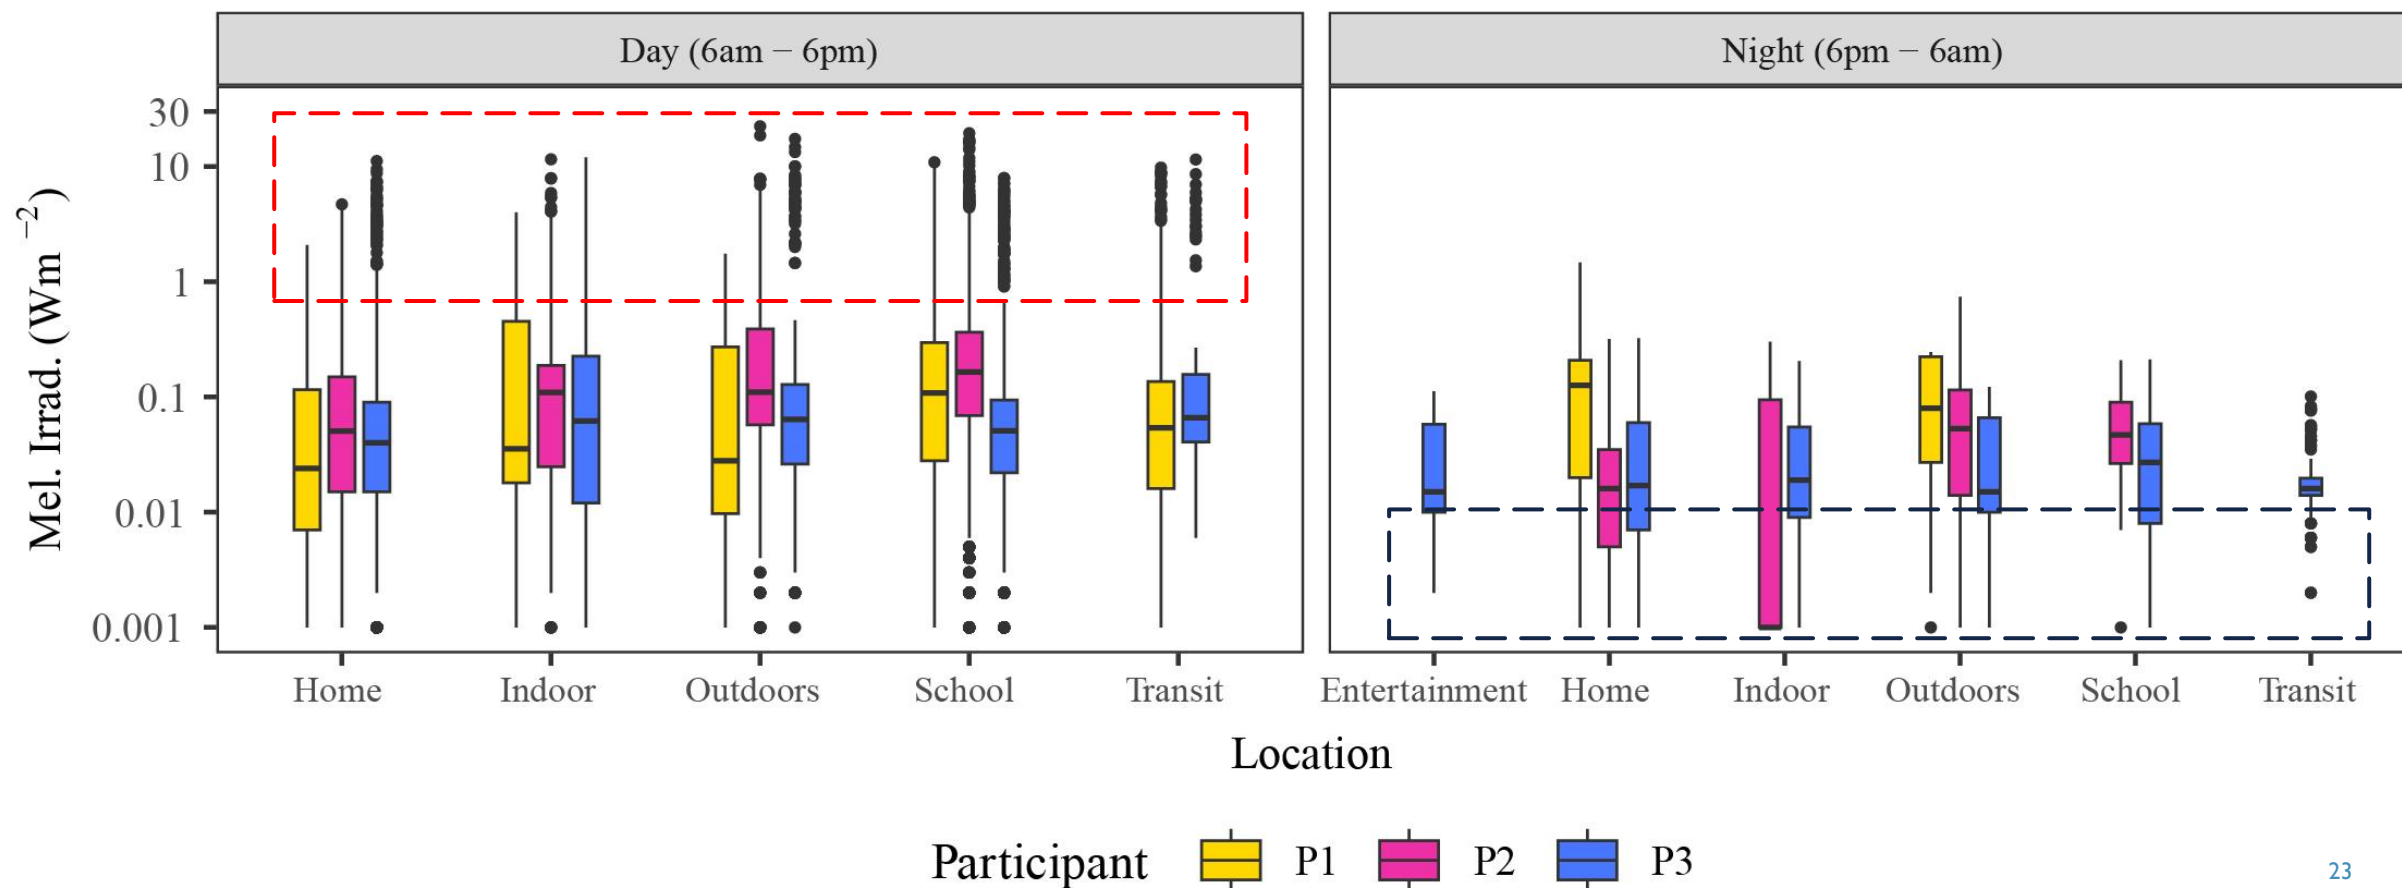 Day (6am − 6pm)
Night (6pm − 6am)
Mel. Irrad. (Wm −2)
30
10
1
0.1
0.01
0.001
Home Indoor Outdoors School Transit
Entertainment Home Indoor Outdoors School Transit
Location
Participant P1 P2 P3
23